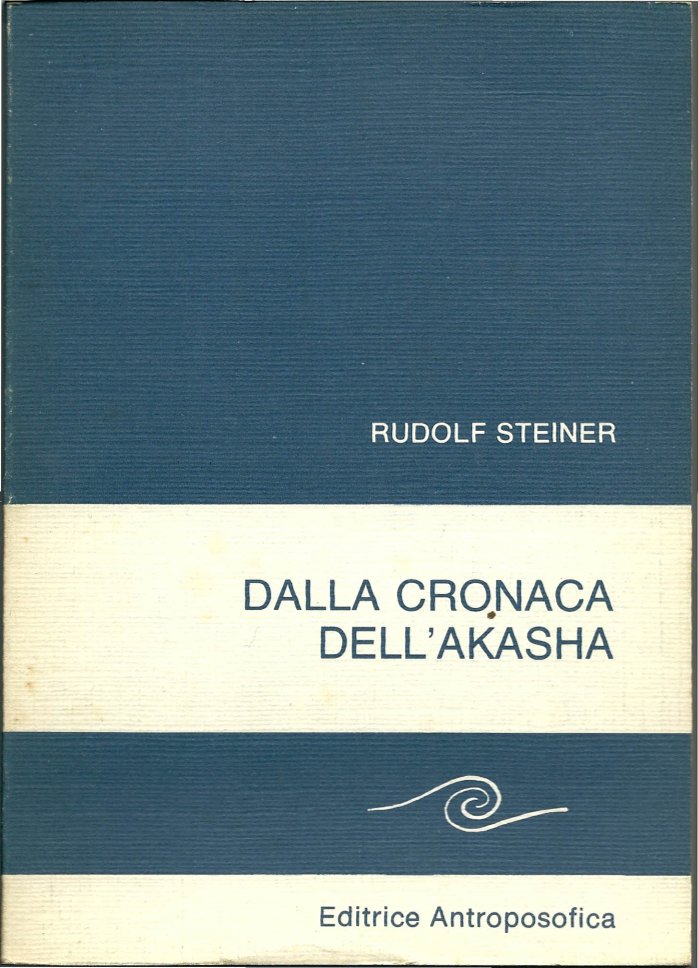 RUDOLF STEINER
DALLA CRONACA
DELL'AKASHA
Editrice Antroposofica